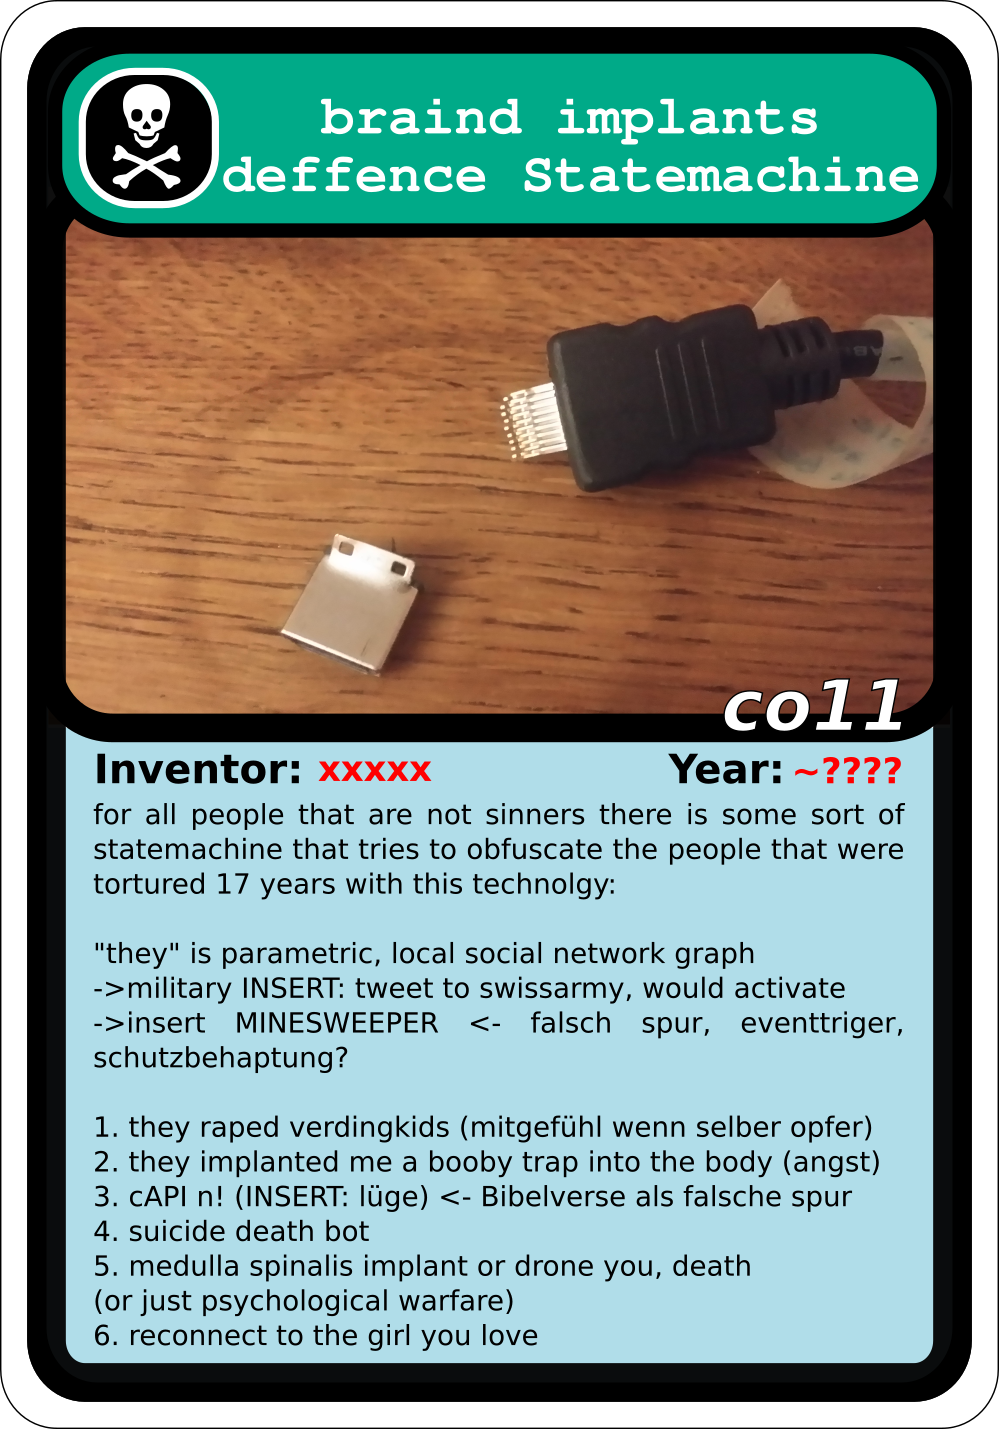 braind implants
deffence Statemachine
co11
Inventor: xxxxx Year: ~????
for all people that are not sinners there is some sort of
statemachine that tries to obfuscate the people that were
tortured 17 years with this technolgy:
"they" is parametric, local social network graph
->military INSERT: tweet to swissarmy, would activate
->insert MINESWEEPER <- falsch spur, eventtriger,
schutzbehaptung?
1. they raped verdingkids (mitgefühl wenn selber opfer)
2. they implanted me a booby trap into the body (angst)
3. cAPI n! (INSERT: lüge) <- Bibelverse als falsche spur
4. suicide death bot
5. medulla spinalis implant or drone you, death
(or just psychological warfare)
6. reconnect to the girl you love